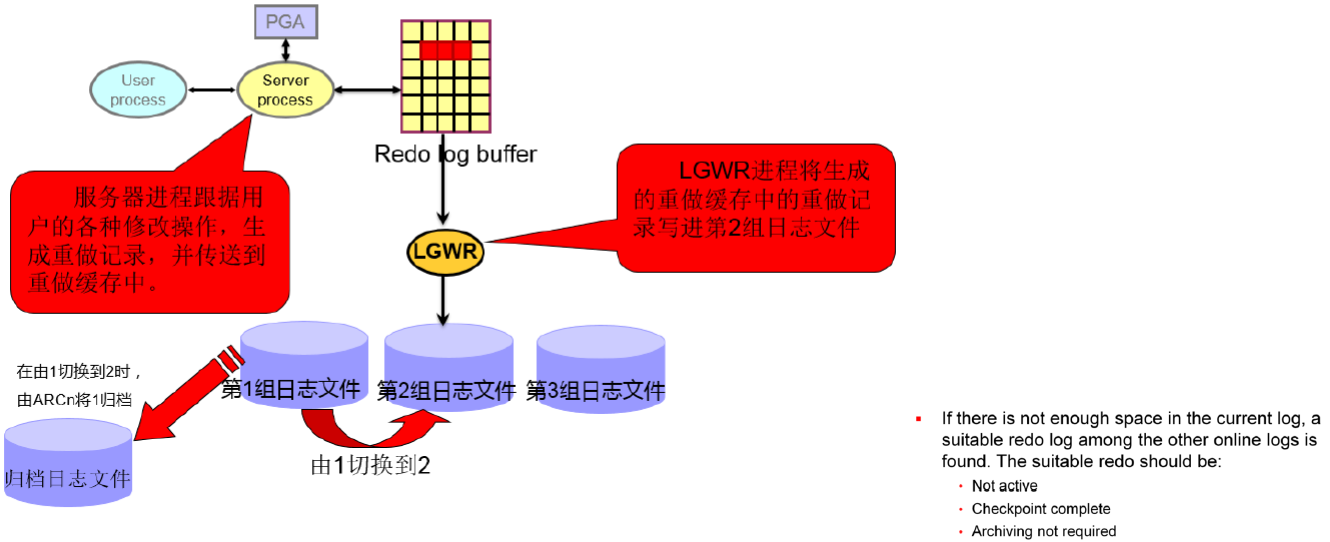 PGA
User
process
Server
process
Redo log buffer
服务器进程跟据用
户的各种修改操作，生
成重做记录，并传送到
重做缓存中。
LGWR进程将生成
的重做缓存中的重做记
录写进第2组日志文件
LGWR
在由1切换到2时，
由ARCn将1归档
第1组日志文件
第2组日志文件
第3组日志文件
归档日志文件
由1切换到2
▪ If there is not enough space in the current log, a
suitable redo log among the other online logs is
found. The suitable redo should be:
• Not active
• Checkpoint complete
• Archiving not required